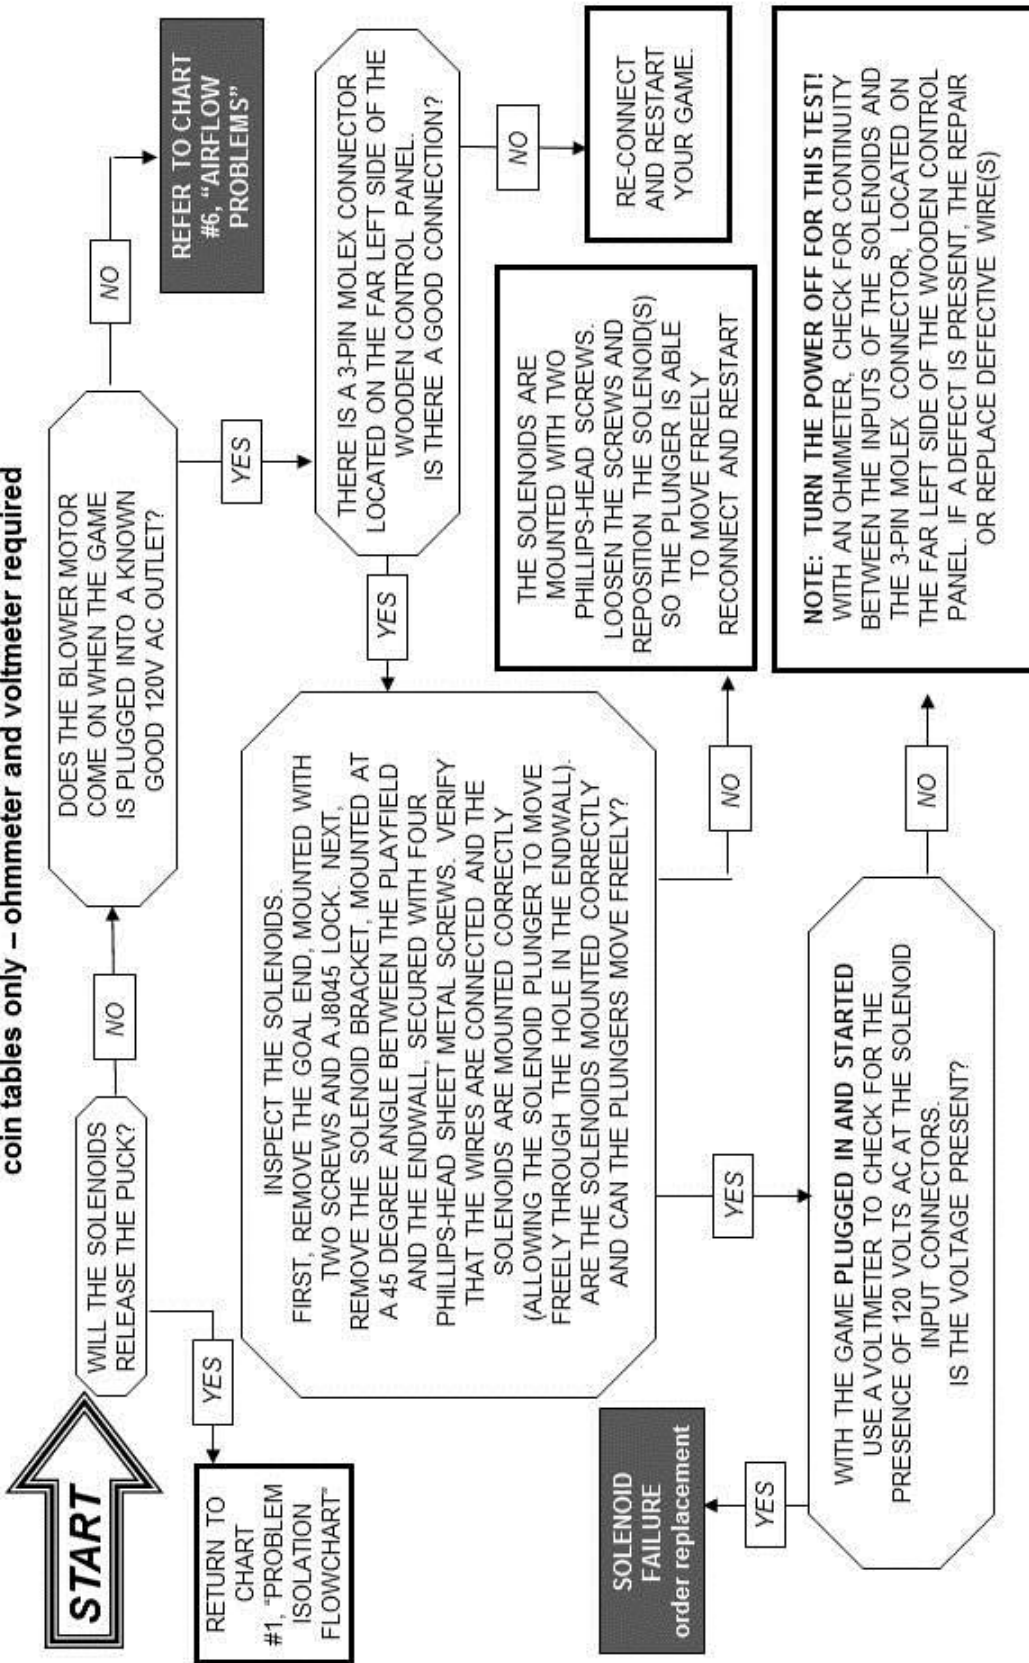 coin tables only – ohmmeter and voltmeter required
START
WILL THE SOLENOIDS
RELEASE THE PUCK?
NO
DOES THE BLOWER MOTOR
COME ON WHEN THE GAME
IS PLUGGED INTO A KNOWN
GOOD 120V AC OUTLET?
NO
REFER TO CHART
#6, “AIRFLOW
PROBLEMS”
YES
RETURN TO
CHART
#1, “PROBLEM
ISOLATION
FLOWCHART”
YES
THERE IS A 3-PIN MOLEX CONNECTOR
LOCATED ON THE FAR LEFT SIDE OF THE
WOODEN CONTROL PANEL.
IS THERE A GOOD CONNECTION?
NO
RE-CONNECT
AND RESTART
YOUR GAME.
YES
INSPECT THE SOLENOIDS.
FIRST, REMOVE THE GOAL END, MOUNTED WITH
TWO SCREWS AND A J8045 LOCK. NEXT,
REMOVE THE SOLENOID BRACKET, MOUNTED AT
A 45 DEGREE ANGLE BETWEEN THE PLAYFIELD
AND THE ENDWALL, SECURED WITH FOUR
PHILLIPS-HEAD SHEET METAL SCREWS. VERIFY
THAT THE WIRES ARE CONNECTED AND THE
SOLENOIDS ARE MOUNTED CORRECTLY
(ALLOWING THE SOLENOID PLUNGER TO MOVE
FREELY THROUGH THE HOLE IN THE ENDWALL).
ARE THE SOLENOIDS MOUNTED CORRECTLY
AND CAN THE PLUNGERS MOVE FREELY?
NO
THE SOLENOIDS ARE
MOUNTED WITH TWO
PHILLIPS-HEAD SCREWS.
LOOSEN THE SCREWS AND
REPOSITION THE SOLENOID(S)
SO THE PLUNGER IS ABLE
TO MOVE FREELY
RECONNECT AND RESTART
YES
WITH THE GAME PLUGGED IN AND STARTED
USE A VOLTMETER TO CHECK FOR THE
PRESENCE OF 120 VOLTS AC AT THE SOLENOID
INPUT CONNECTORS.
IS THE VOLTAGE PRESENT?
YES
SOLENOID
FAILURE
order replacement
NO
NOTE: TURN THE POWER OFF FOR THIS TEST!
WITH AN OHMMETER, CHECK FOR CONTINUITY
BETWEEN THE INPUTS OF THE SOLENOIDS AND
THE 3-PIN MOLEX CONNECTOR, LOCATED ON
THE FAR LEFT SIDE OF THE WOODEN CONTROL
PANEL. IF A DEFECT IS PRESENT, THE REPAIR
OR REPLACE DEFECTIVE WIRE(S)